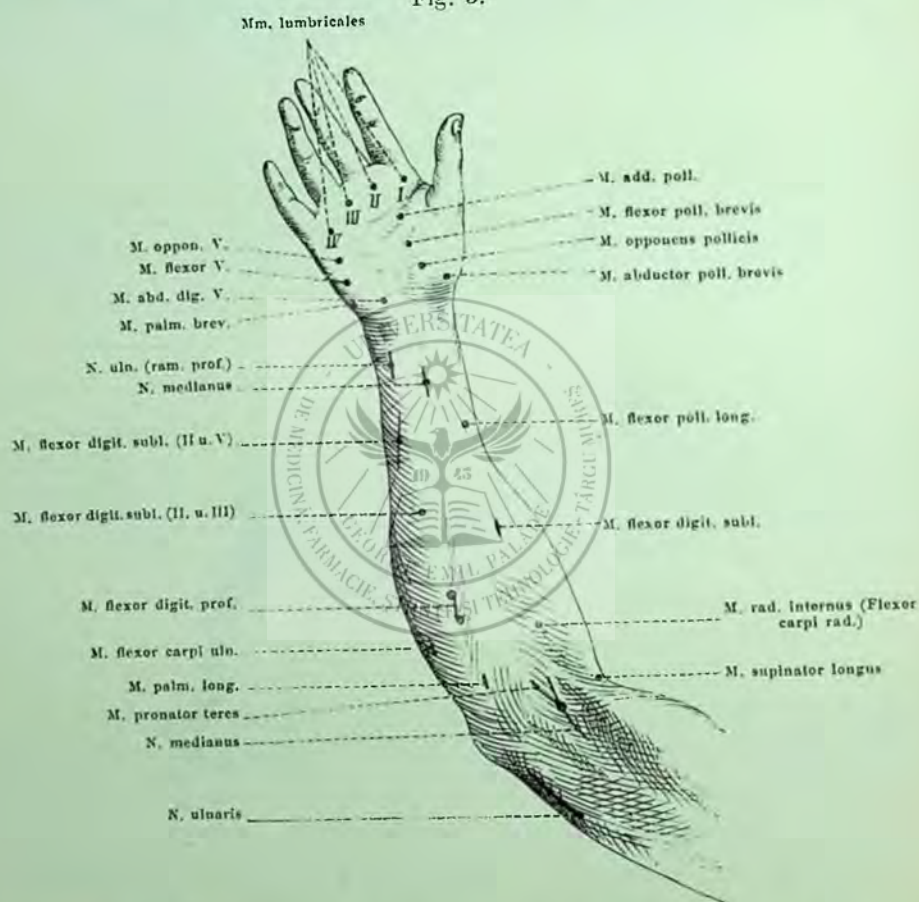 Fig. 3.
Mm. lumbricales
I
II
III
IV
M. add. poll.
M. flexor poll. brevis
M. opponens pollicis
M. abductor poll. brevis
M. oppon. V.
M. flexor V.
M. abd. dig. V.
M. palm. brev.
N. uln. (ram. prof.)
N. medianus
M. flexor poll. long.
M. flexor digit. subl. (II u. V)
M. flexor digit. subl. (II. u. III)
M. flexor digit. subl.
M. flexor digit. prof.
M. rad. internus (Flexor
carpi rad.)
M. flexor carpi uln.
M. supinator longus
M. palm. long.
M. pronator teres
N. medianus
N. ulnaris
UNIVERSITATEA
DE MEDICINĂ, FARMACIE, ȘTIINȚE ȘI TEHNOLOGIE TÂRGU MUREȘ
GEORGE EMIL PALADE
19 45